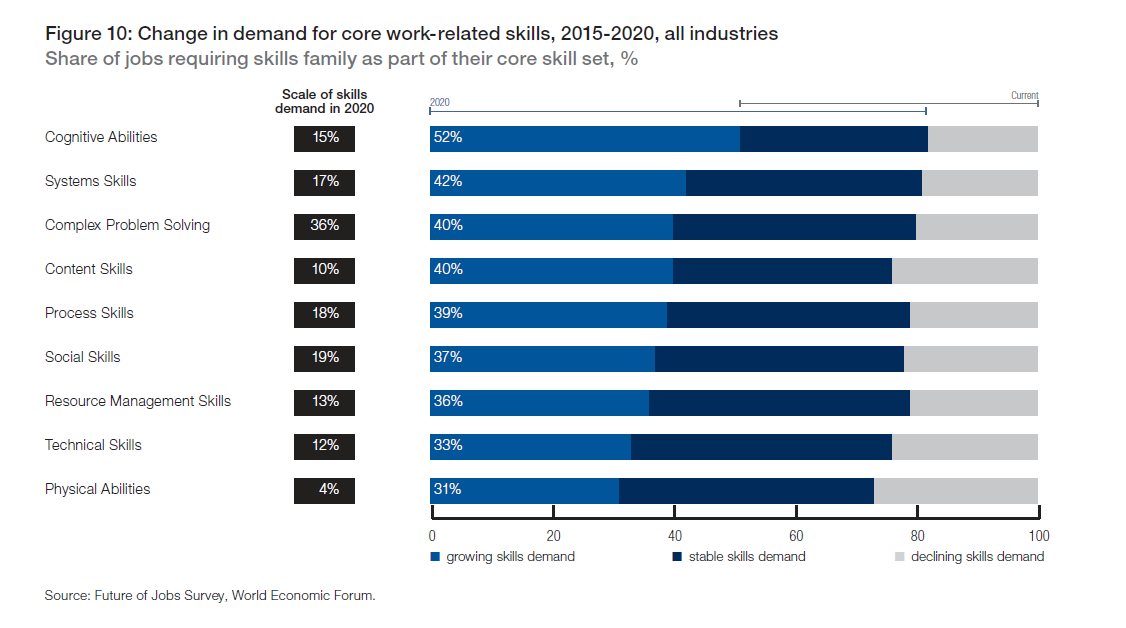 Figure 10: Change in demand for core work-related skills, 2015-2020, all industries
Share of jobs requiring skills family as part of their core skill set, %
Scale of skills
demand in 2020
2020
Current
Cognitive Abilities 15% 52%
Systems Skills 17% 42%
Complex Problem Solving 36% 40%
Content Skills 10% 40%
Process Skills 18% 39%
Social Skills 19% 37%
Resource Management Skills 13% 36%
Technical Skills 12% 33%
Physical Abilities 4% 31%
0 20 40 60 80 100
growing skills demand stable skills demand declining skills demand
Source: Future of Jobs Survey, World Economic Forum.